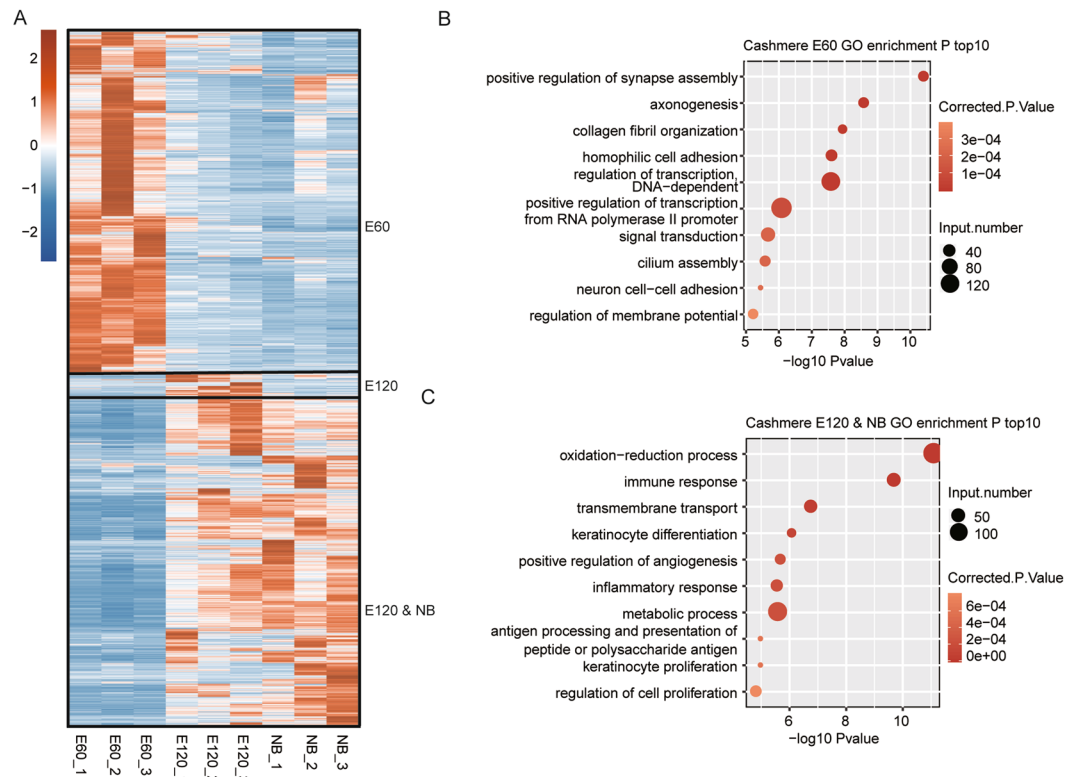 A
2
1
0
−1
−2
E60
E120
E120 & NB
E60_1
E60_2
E60_3
E120_
E120_
NB_1
NB_2
NB_3
B
Cashmere E60 GO enrichment P top10
positive regulation of synapse assembly
axonogenesis
collagen fibril organization
homophilic cell adhesion
regulation of transcription,
DNA−dependent
positive regulation of transcription
from RNA polymerase II promoter
signal transduction
cilium assembly
neuron cell−cell adhesion
regulation of membrane potential
5 6 7 8 9 10
−log10 Pvalue
Corrected.P.Value
3e−04
2e−04
1e−04
Input.number
40
80
120
C
Cashmere E120 & NB GO enrichment P top10
oxidation−reduction process
immune response
transmembrane transport
keratinocyte differentiation
positive regulation of angiogenesis
inflammatory response
metabolic process
antigen processing and presentation of
peptide or polysaccharide antigen
keratinocyte proliferation
regulation of cell proliferation
6 8 10
−log10 Pvalue
Input.number
50
100
Corrected.P.Value
6e−04
4e−04
2e−04
0e+00